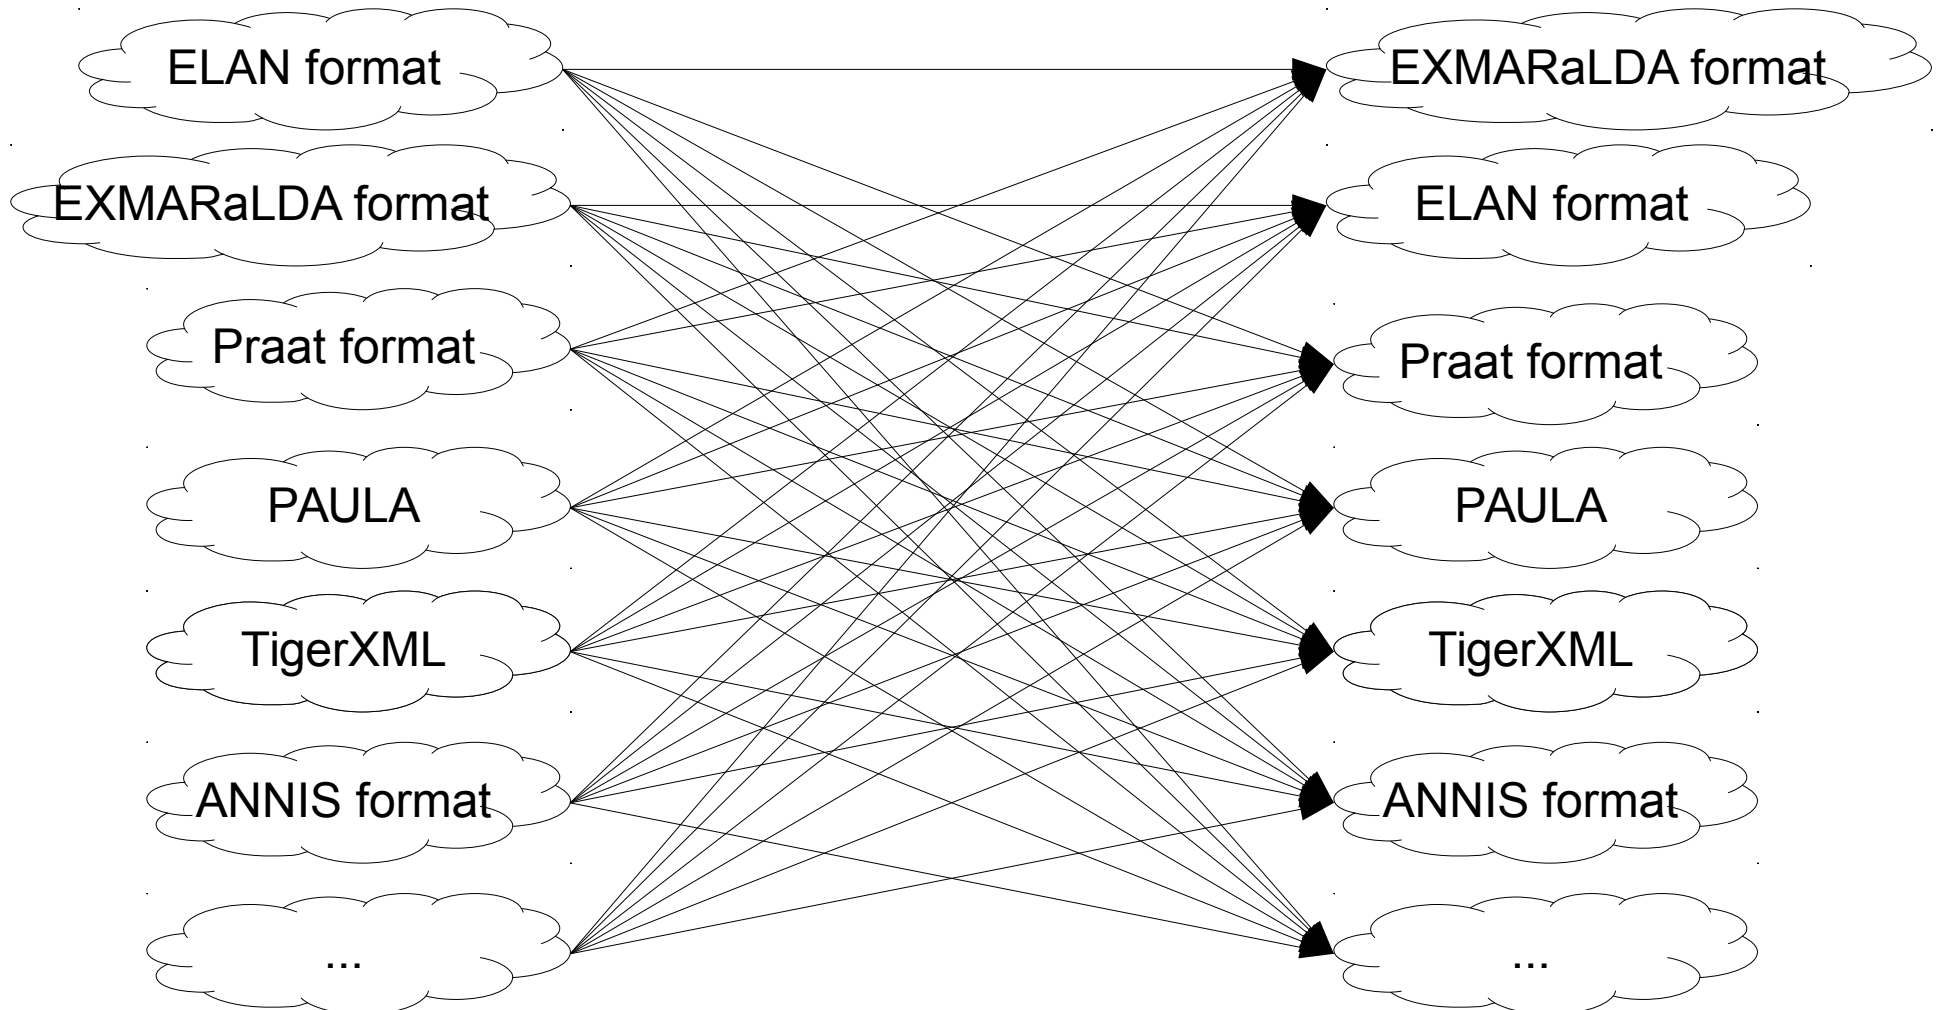 ELAN format
EXMARaLDA format
EXMARaLDA format
ELAN format
Praat format
Praat format
PAULA
PAULA
TigerXML
TigerXML
ANNIS format
ANNIS format
...
...